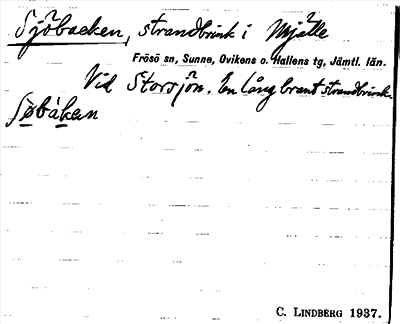 Sjöbacken, strandbrink i Mjälle
Frösö sn, Sunne, Ovikens o. Hallens tg, Jämtl. län.
Vid Storsjön. En lång brant strandbrink.
Søbákan
C. LINDBERG 1937.